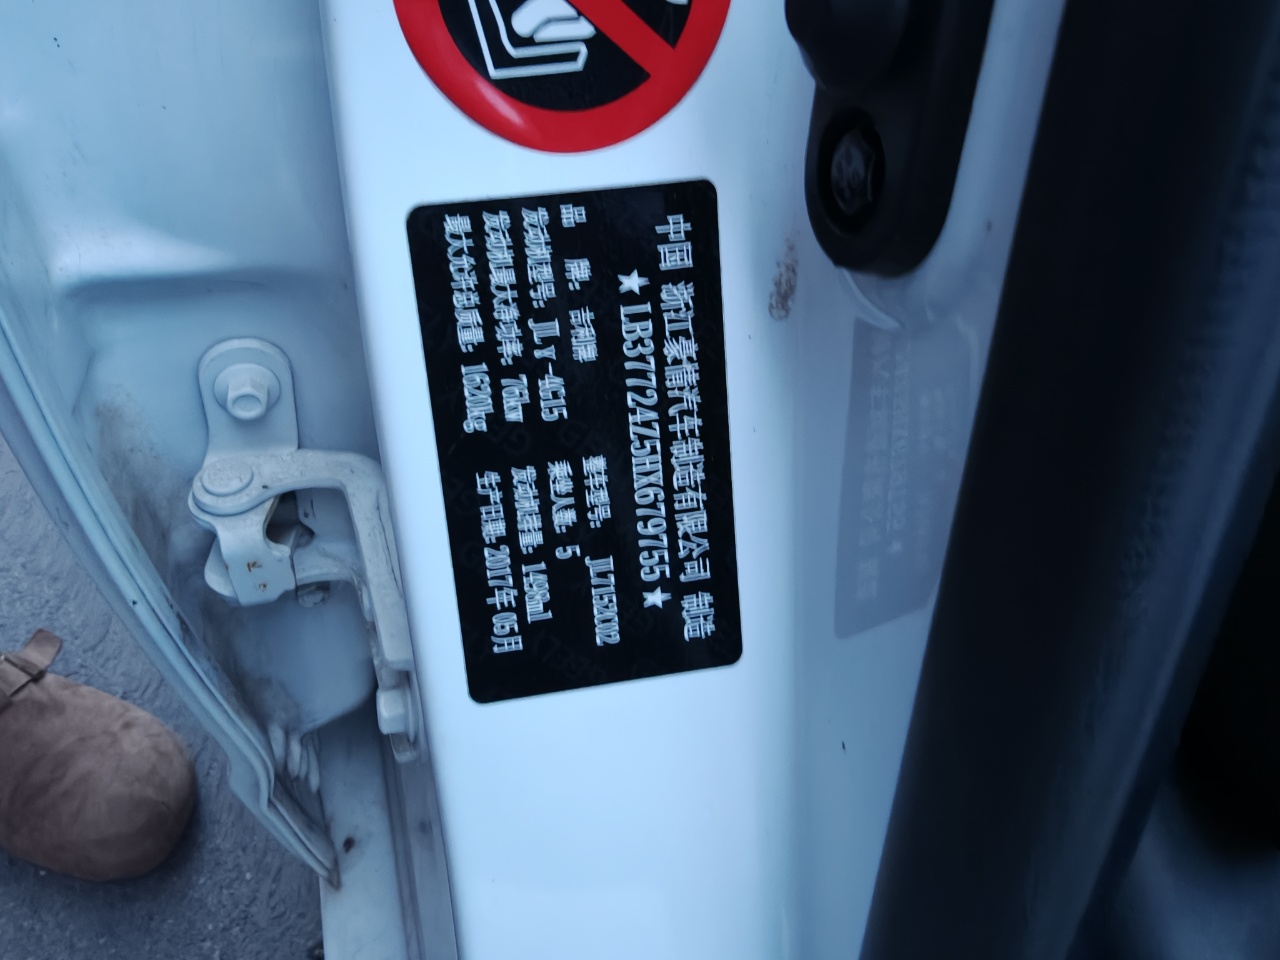 中国 浙江豪情汽车制造有限公司 制造
★LB37724Z5HX679755★
品 牌: 吉利牌 整车型号: JL7152C02
发动机型号: JLγ-4G15 乘坐人数: 5
发动机最大净功率: 76kw 发动机排量: 1498ml
最大允许总质量: 1620kg 生产日期: 2017年 05月